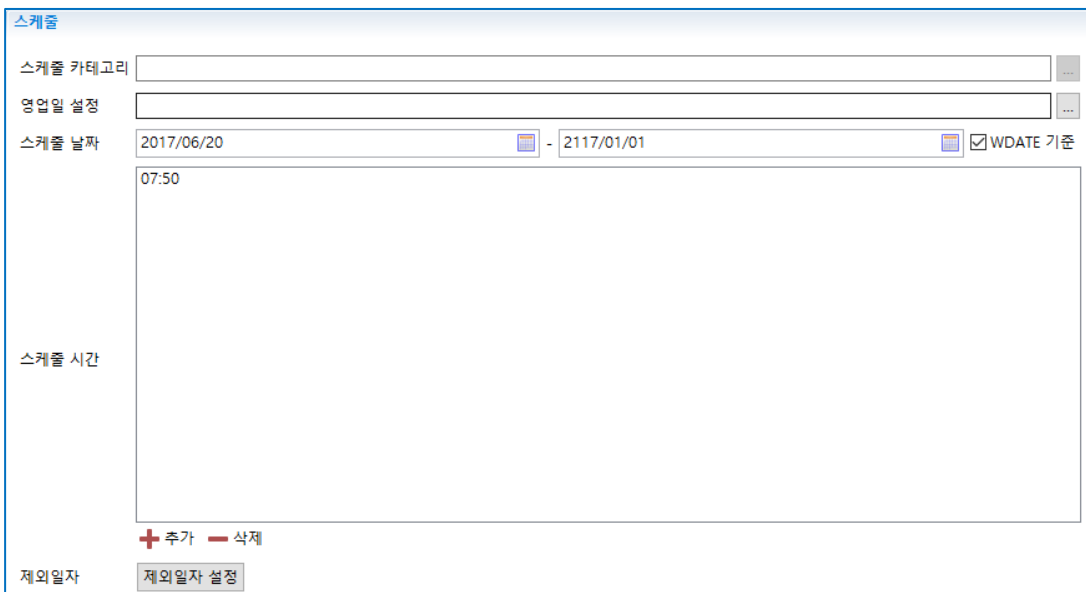 스케줄
스케줄 카테고리 ...
영업일 설정 ...
스케줄 날짜 2017/06/20 - 2117/01/01 WDATE 기준
07:50
스케줄 시간
추가 삭제
제외일자 제외일자 설정